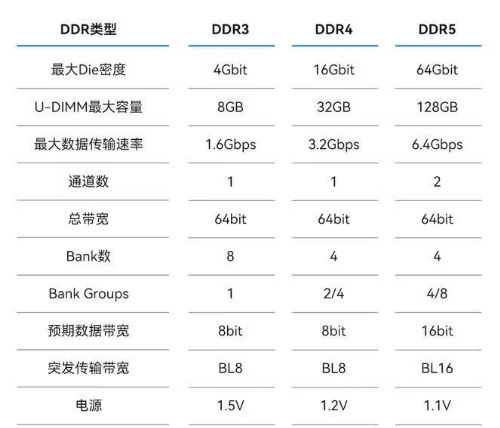 DDR类型 DDR3 DDR4 DDR5
最大Die密度 4Gbit 16Gbit 64Gbit
U-DIMM最大容量 8GB 32GB 128GB
最大数据传输速率 1.6Gbps 3.2Gbps 6.4Gbps
通道数 1 1 2
总带宽 64bit 64bit 64bit
Bank数 8 4 4
Bank Groups 1 2/4 4/8
预期数据带宽 8bit 8bit 16bit
突发传输带宽 BL8 BL8 BL16
电源 1.5V 1.2V 1.1V